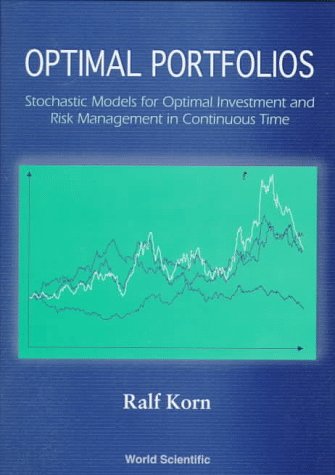 OPTIMAL PORTFOLIOS
Stochastic Models for Optimal Investment and
Risk Management in Continuous Time
Ralf Korn
World Scientific